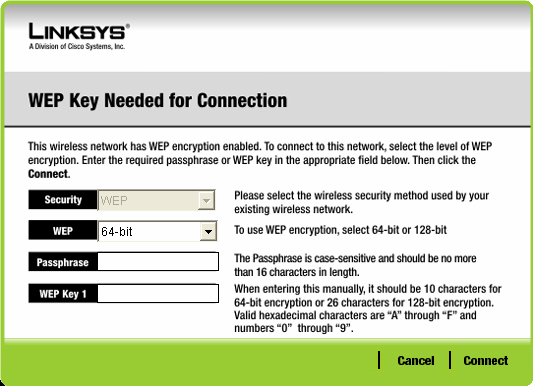 LINKSYS®
A Division of Cisco Systems, Inc.
WEP Key Needed for Connection
This wireless network has WEP encryption enabled. To connect to this network, select the level of WEP
encryption. Enter the required passphrase or WEP key in the appropriate field below. Then click the
Connect.
Security WEP
Please select the wireless security method used by your
existing wireless network.
WEP 64-bit
To use WEP encryption, select 64-bit or 128-bit
Passphrase
The Passphrase is case-sensitive and should be no more
than 16 characters in length.
WEP Key 1
When entering this manually, it should be 10 characters for
64-bit encryption or 26 characters for 128-bit encryption.
Valid hexadecimal characters are “A” through “F” and
numbers “0” through “9”.
Cancel Connect